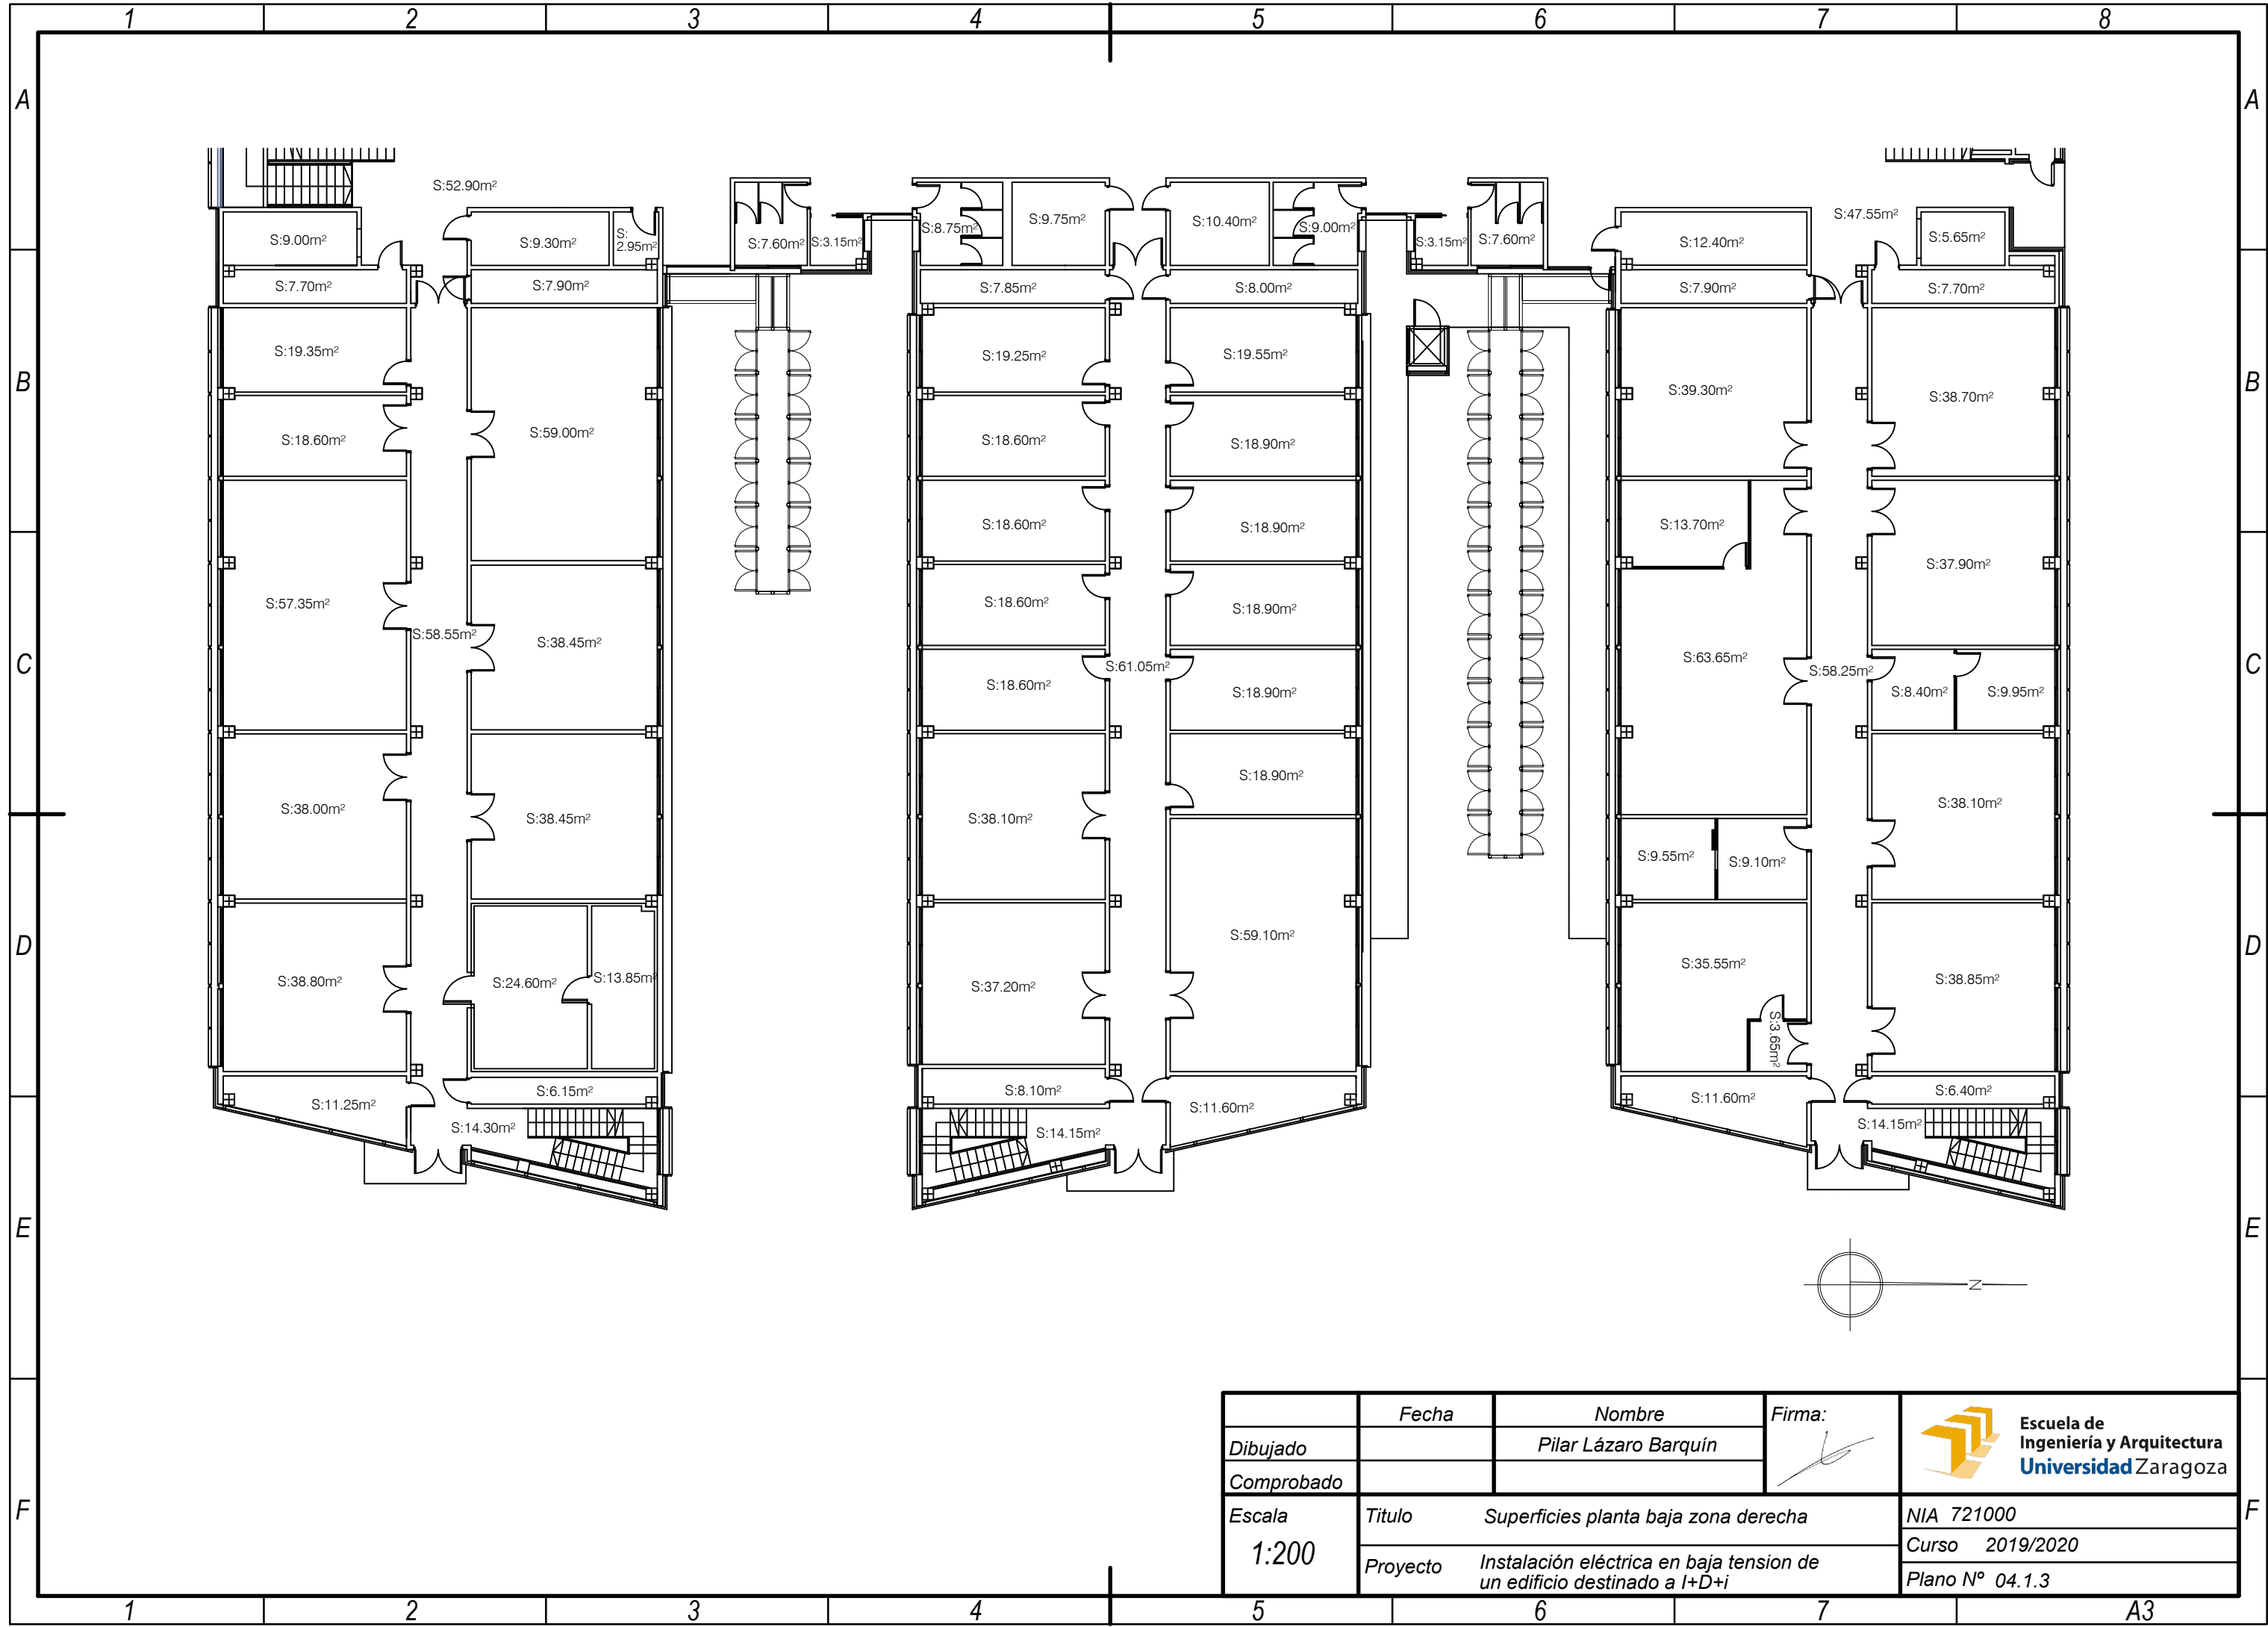 1 2 3 4 5 6 7 8
A A
S:52.90m²
S:9.00m²
S:9.30m²
S:
2.95m²
S:7.60m²
S:3.15m²
S:8.75m²
S:9.75m²
S:10.40m²
S:9.00m²
S:3.15m²
S:7.60m²
S:12.40m²
S:47.55m²
S:5.65m²
S:7.70m²
S:7.90m²
S:7.85m²
S:8.00m²
S:7.90m²
S:7.70m²
B B
S:19.35m²
S:18.60m²
S:59.00m²
S:19.25m²
S:19.55m²
S:18.60m²
S:18.90m²
S:39.30m²
S:38.70m²
S:18.60m²
S:18.90m²
S:13.70m²
S:37.90m²
C C
S:57.35m²
S:58.55m²
S:38.45m²
S:18.60m²
S:18.90m²
S:18.60m²
S:61.05m²
S:18.90m²
S:63.65m²
S:58.25m²
S:8.40m²
S:9.95m²
S:38.00m²
S:38.45m²
S:38.10m²
S:18.90m²
S:38.10m²
S:9.55m²
S:9.10m²
D D
S:38.80m²
S:24.60m²
S:13.85m²
S:37.20m²
S:59.10m²
S:35.55m²
S:3.65m²
S:38.85m²
S:11.25m²
S:6.15m²
S:14.30m²
S:8.10m²
S:14.15m²
S:11.60m²
S:11.60m²
S:6.40m²
S:14.15m²
E E
N
F F
Fecha
Nombre
Firma:
Dibujado
Pilar Lázaro Barquín
Comprobado
Escuela de
Ingeniería y Arquitectura
Universidad Zaragoza
Escala
1:200
Titulo
Superficies planta baja zona derecha
Proyecto
Instalación eléctrica en baja tension de
un edificio destinado a I+D+i
NIA 721000
Curso 2019/2020
Plano Nº 04.1.3
1 2 3 4 5 6 7 A3